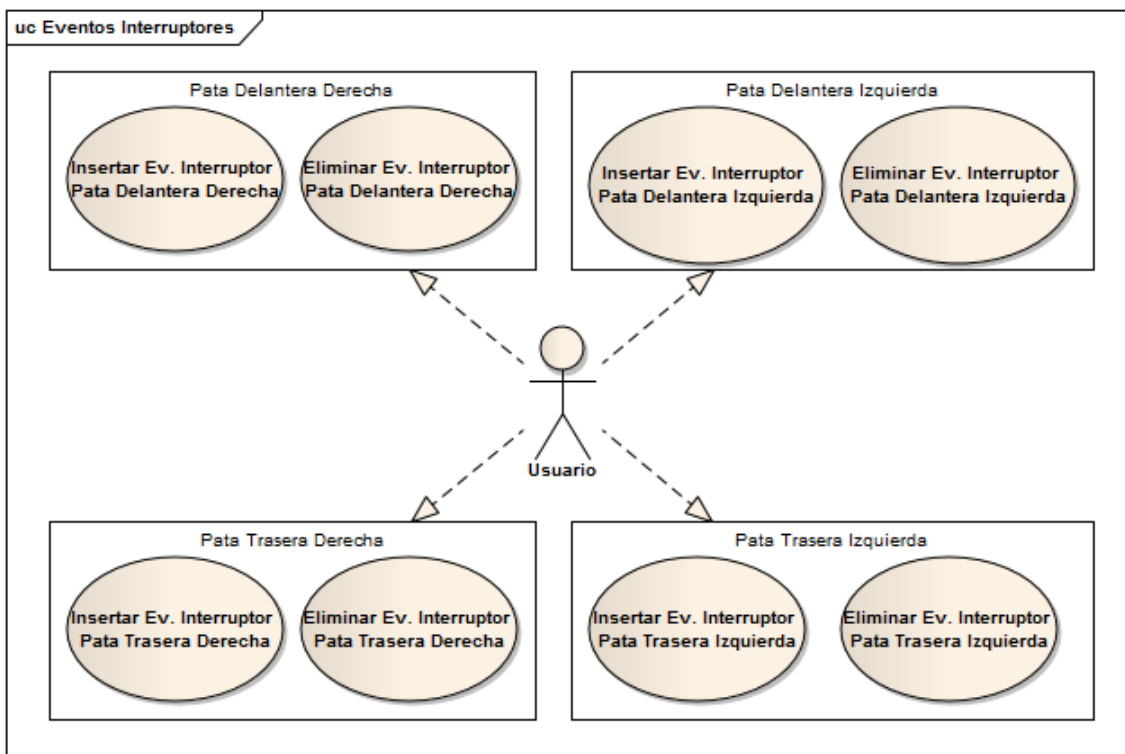 uc Eventos Interruptores
Pata Delantera Derecha
Insertar Ev. Interruptor
Pata Delantera Derecha
Eliminar Ev. Interruptor
Pata Delantera Derecha
Pata Delantera Izquierda
Insertar Ev. Interruptor
Pata Delantera Izquierda
Eliminar Ev. Interruptor
Pata Delantera Izquierda
Usuario
Pata Trasera Derecha
Insertar Ev. Interruptor
Pata Trasera Derecha
Eliminar Ev. Interruptor
Pata Trasera Derecha
Pata Trasera Izquierda
Insertar Ev. Interruptor
Pata Trasera Izquierda
Eliminar Ev. Interruptor
Pata Trasera Izquierda